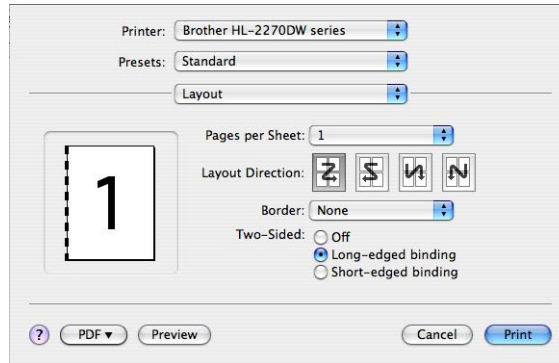 Printer: Brother HL-2270DW series
Presets: Standard
Layout
Pages per Sheet: 1
1
Layout Direction:
Border: None
Two-Sided: Off
Long-edged binding
Short-edged binding
? PDF▼ Preview Cancel Print